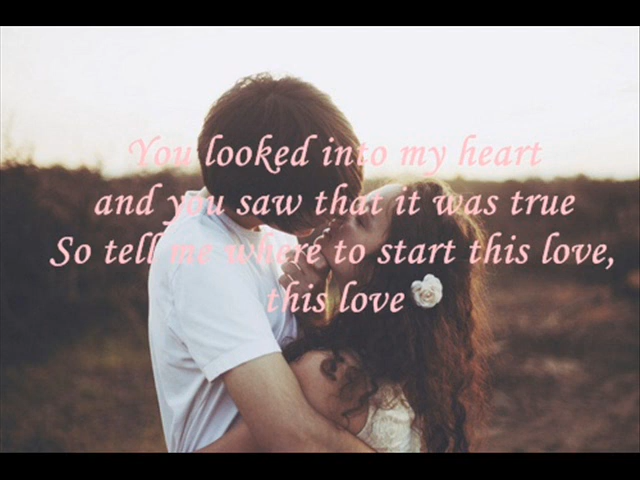 You looked into my heart
and you saw that it was true
So tell me where to start this love,
this love